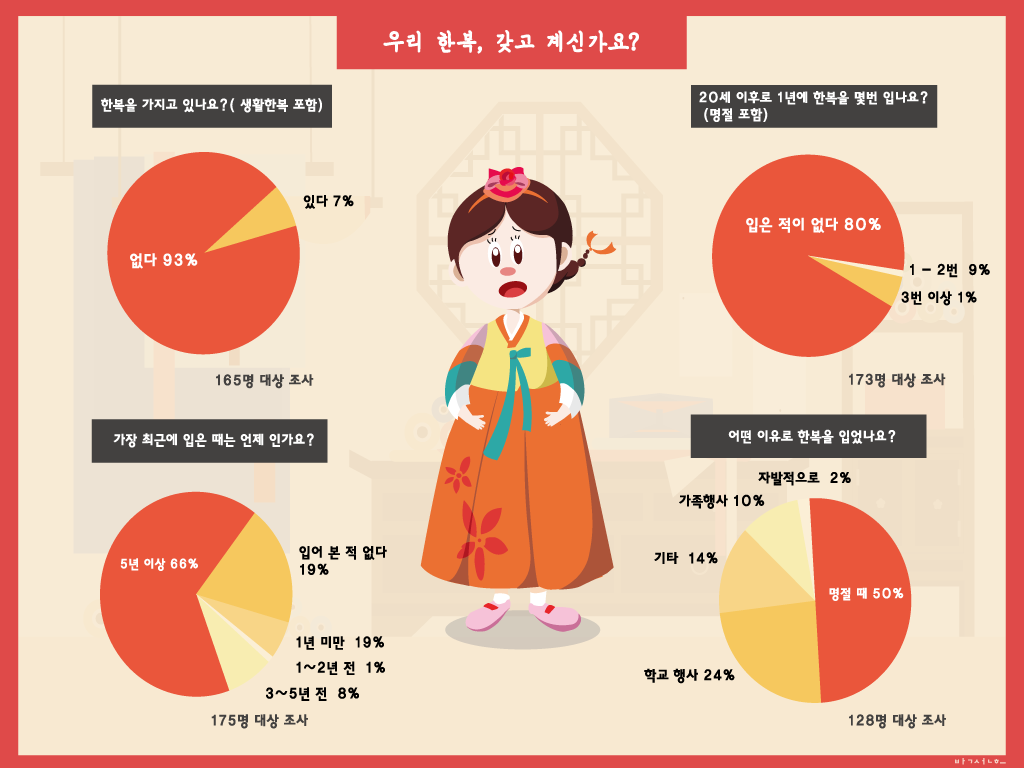 우리 한복, 갖고 계신가요?
한복을 가지고 있나요?( 생활한복 포함)
있다 7%
없다 93%
165명 대상 조사
20세 이후로 1년에 한복을 몇번 입나요?
(명절 포함)
입은 적이 없다 80%
1 - 2번 9%
3번 이상 1%
173명 대상 조사
가장 최근에 입은 때는 언제 인가요?
5년 이상 66%
입어 본 적 없다
19%
1년 미만 19%
1~2년 전 1%
3~5년 전 8%
175명 대상 조사
어떤 이유로 한복을 입었나요?
자발적으로 2%
가족행사 10%
기타 14%
명절 때 50%
학교 행사 24%
128명 대상 조사